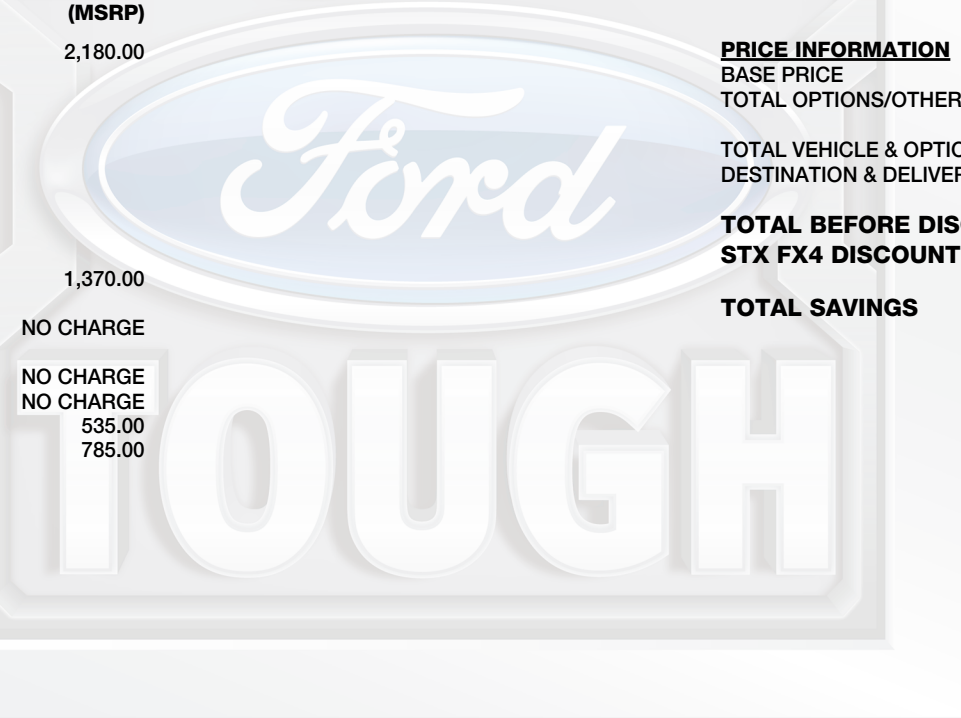 (MSRP)
2,180.00
1,370.00
NO CHARGE
NO CHARGE
NO CHARGE
535.00
785.00
PRICE INFORMATION
BASE PRICE
TOTAL OPTIONS/OTHER
TOTAL VEHICLE & OPTIO
DESTINATION & DELIVER
TOTAL BEFORE DIS
STX FX4 DISCOUNT
TOTAL SAVINGS
Ford
TOUGH